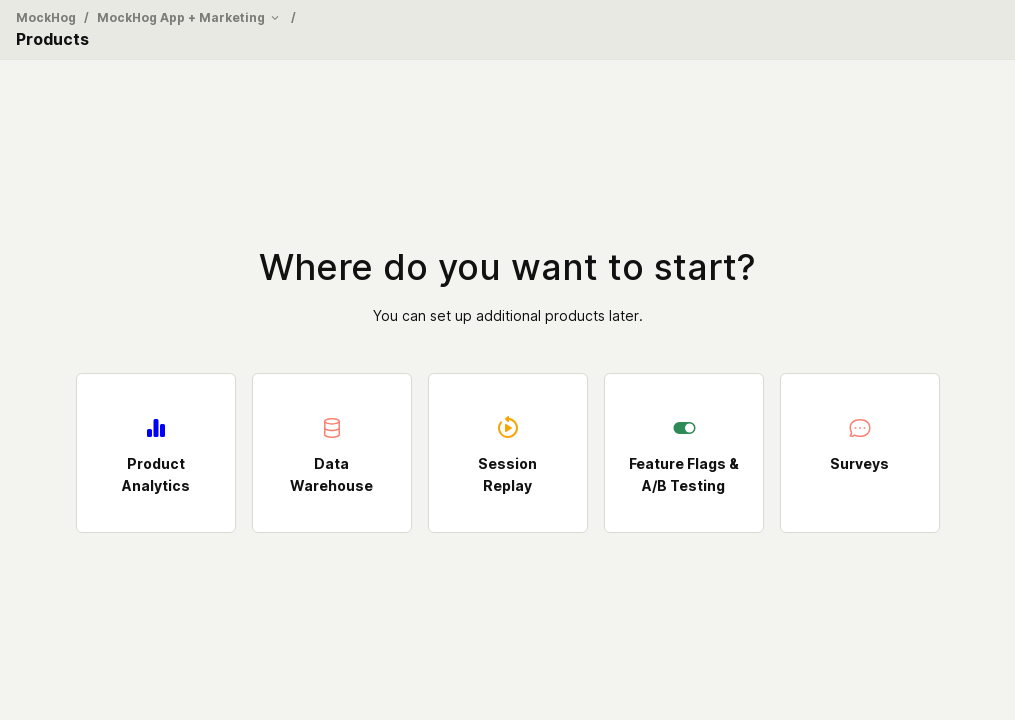 MockHog / MockHog App + Marketing /
Products
Where do you want to start?
You can set up additional products later.
Product
Analytics
Data
Warehouse
Session
Replay
Feature Flags &
A/B Testing
Surveys